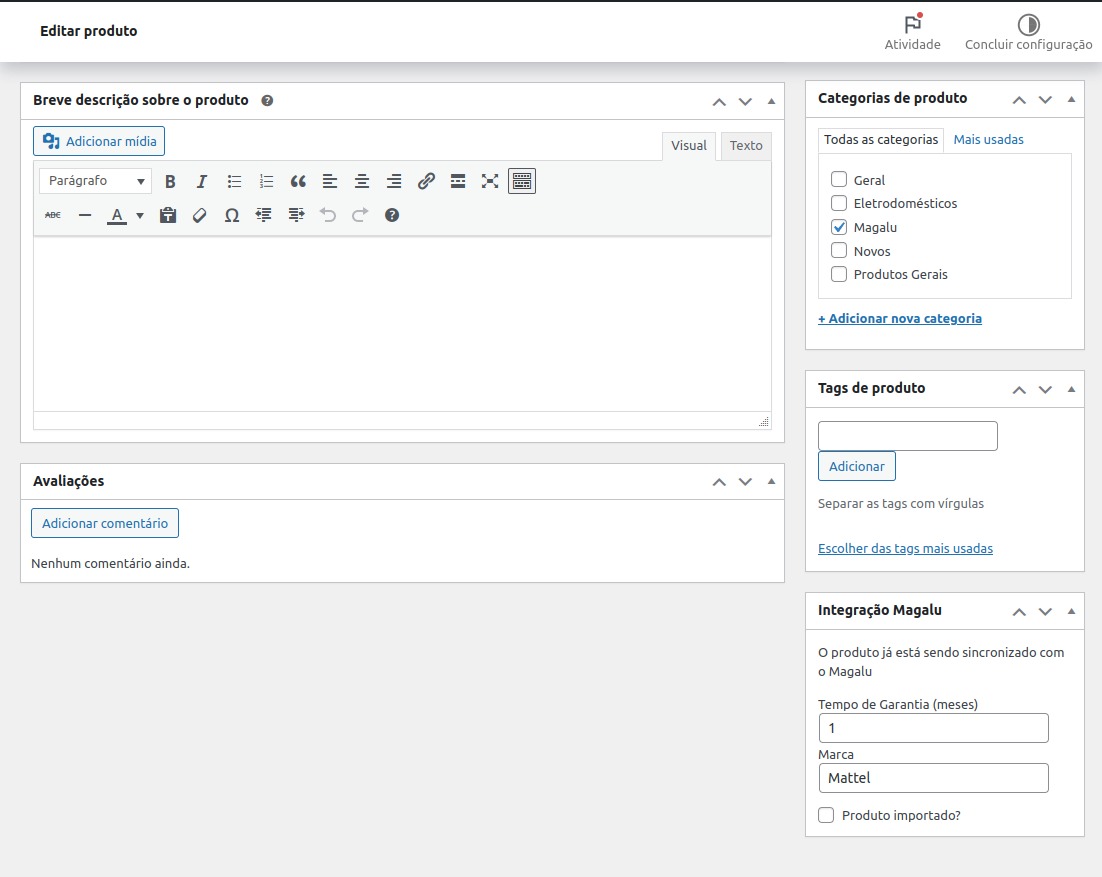 Editar produto
Atividade
Concluir configuração
Breve descrição sobre o produto
Adicionar mídia
Visual
Texto
Parágrafo
B
I
ABC
A
Ω
Avaliações
Adicionar comentário
Nenhum comentário ainda.
Categorias de produto
Todas as categorias
Mais usadas
Geral
Eletrodomésticos
Magalu
Novos
Produtos Gerais
+ Adicionar nova categoria
Tags de produto
Adicionar
Separar as tags com vírgulas
Escolher das tags mais usadas
Integração Magalu
O produto já está sendo sincronizado com
o Magalu
Tempo de Garantia (meses)
1
Marca
Mattel
Produto importado?